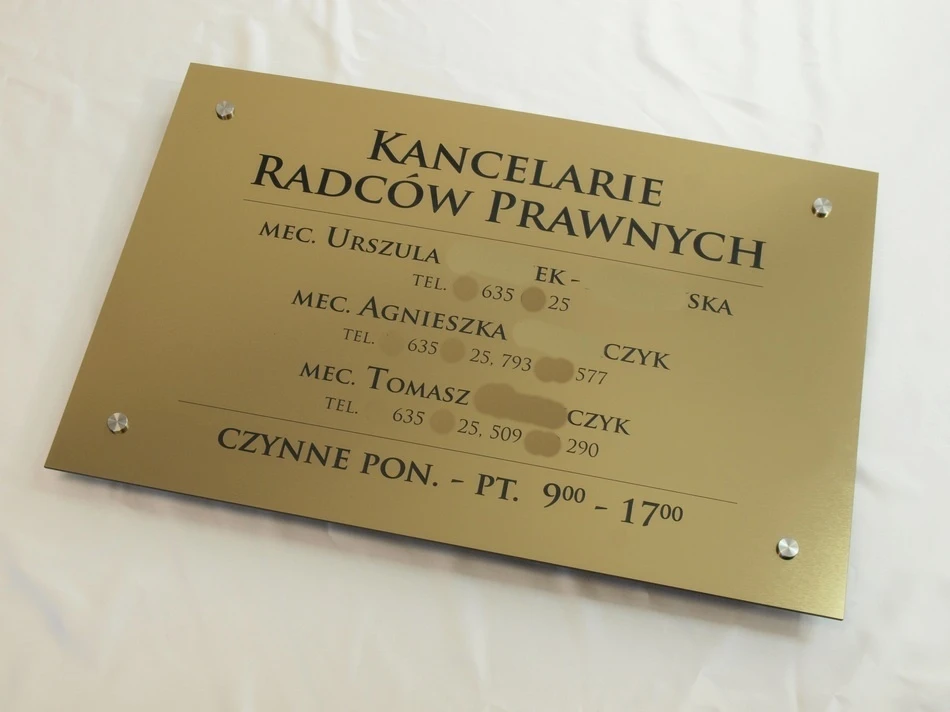 KANCELARIE
RADCÓW PRAWNYCH
MEC. URSZULA EK - SKA
TEL. 635 25
MEC. AGNIESZKA CZYK
TEL. 635 25, 793 577
MEC. TOMASZ CZYK
TEL. 635 25, 509 290
CZYNNE PON. - PT. 9⁰⁰ - 17⁰⁰